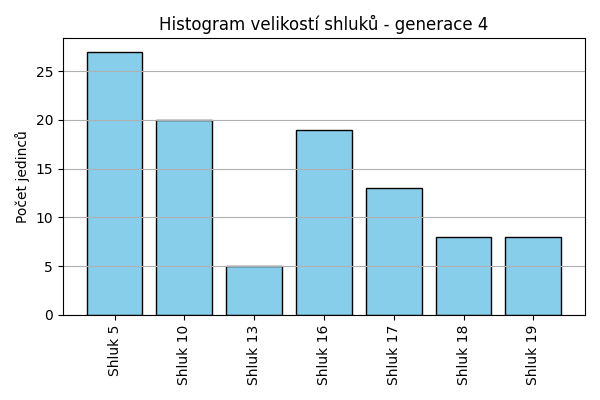 Histogram velikostí shluků - generace 4
Počet jedinců
25
20
15
10
5
0
Shluk 5
Shluk 10
Shluk 13
Shluk 16
Shluk 17
Shluk 18
Shluk 19